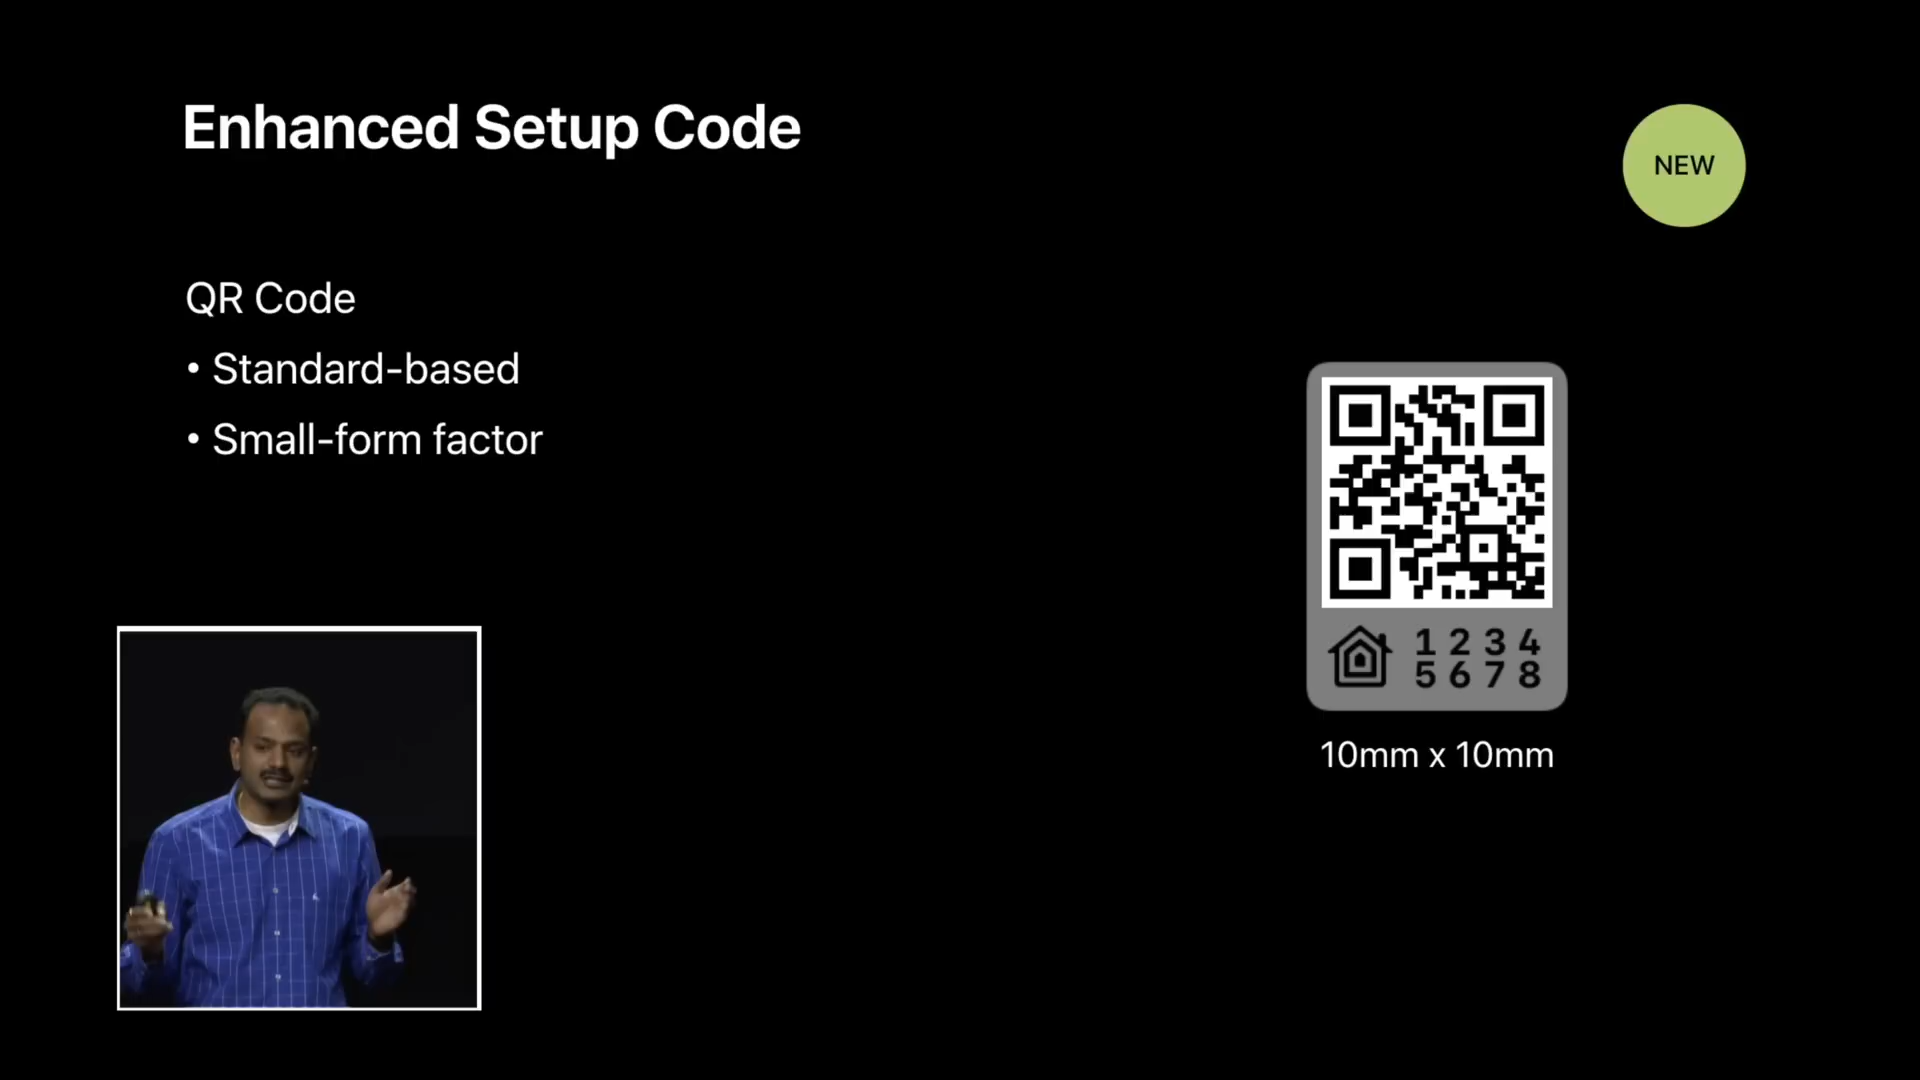 Enhanced Setup Code
NEW
QR Code
• Standard-based
• Small-form factor
1 2 3 4
5 6 7 8
10mm x 10mm